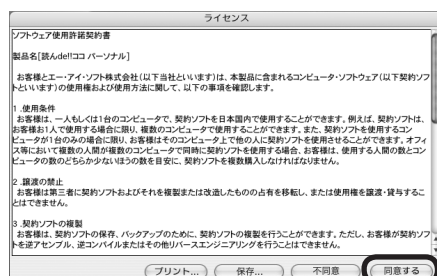 ライセンス
ソフトウェア使用許諾契約書
製品名[読んde!!ココ パーソナル]
お客様とエー・アイ・ソフト株式会社(以下当社といいます)は、本製品に含まれるコンピュータ・ソフトウェア(以下契約ソフ
トといいます)の使用権および使用方法に関して、以下の事項を確認します。
1 .使用条件
お客様は、一人もしくは1台のコンピュータで、契約ソフトを日本国内で使用することができます。例えば、契約ソフトは、
お客様お1人で使用する場合に限り、複数のコンピュータで使用することができます。また、契約ソフトを使用するコン
ピュータが1台のみの場合に限り、お客様はそのコンピュータ上で他の人に契約ソフトを使用させることができます。オフィ
ス等において複数の人間が複数のコンピュータで同時に契約ソフトを使用する場合、お客様は、使用する人間の数とコン
ピュータの数のどちらか少ないほうの数を目安に、契約ソフトを複数購入しなければなりません。
2 .譲渡の禁止
お客様は第三者に契約ソフトおよびそれを複製または改造したものの占有を移転し、または使用権を譲渡・貸与するこ
とはできません。
3 .契約ソフトの複製
お客様は、契約ソフトの保存、バックアップのために、契約ソフトの複製を行うことができます。ただし、お客様が契約ソフ
トを逆アセンブル、逆コンパイルまたはその他リバースエンジニアリングを行うことはできません。
プリント... 保存... 不同意 同意する